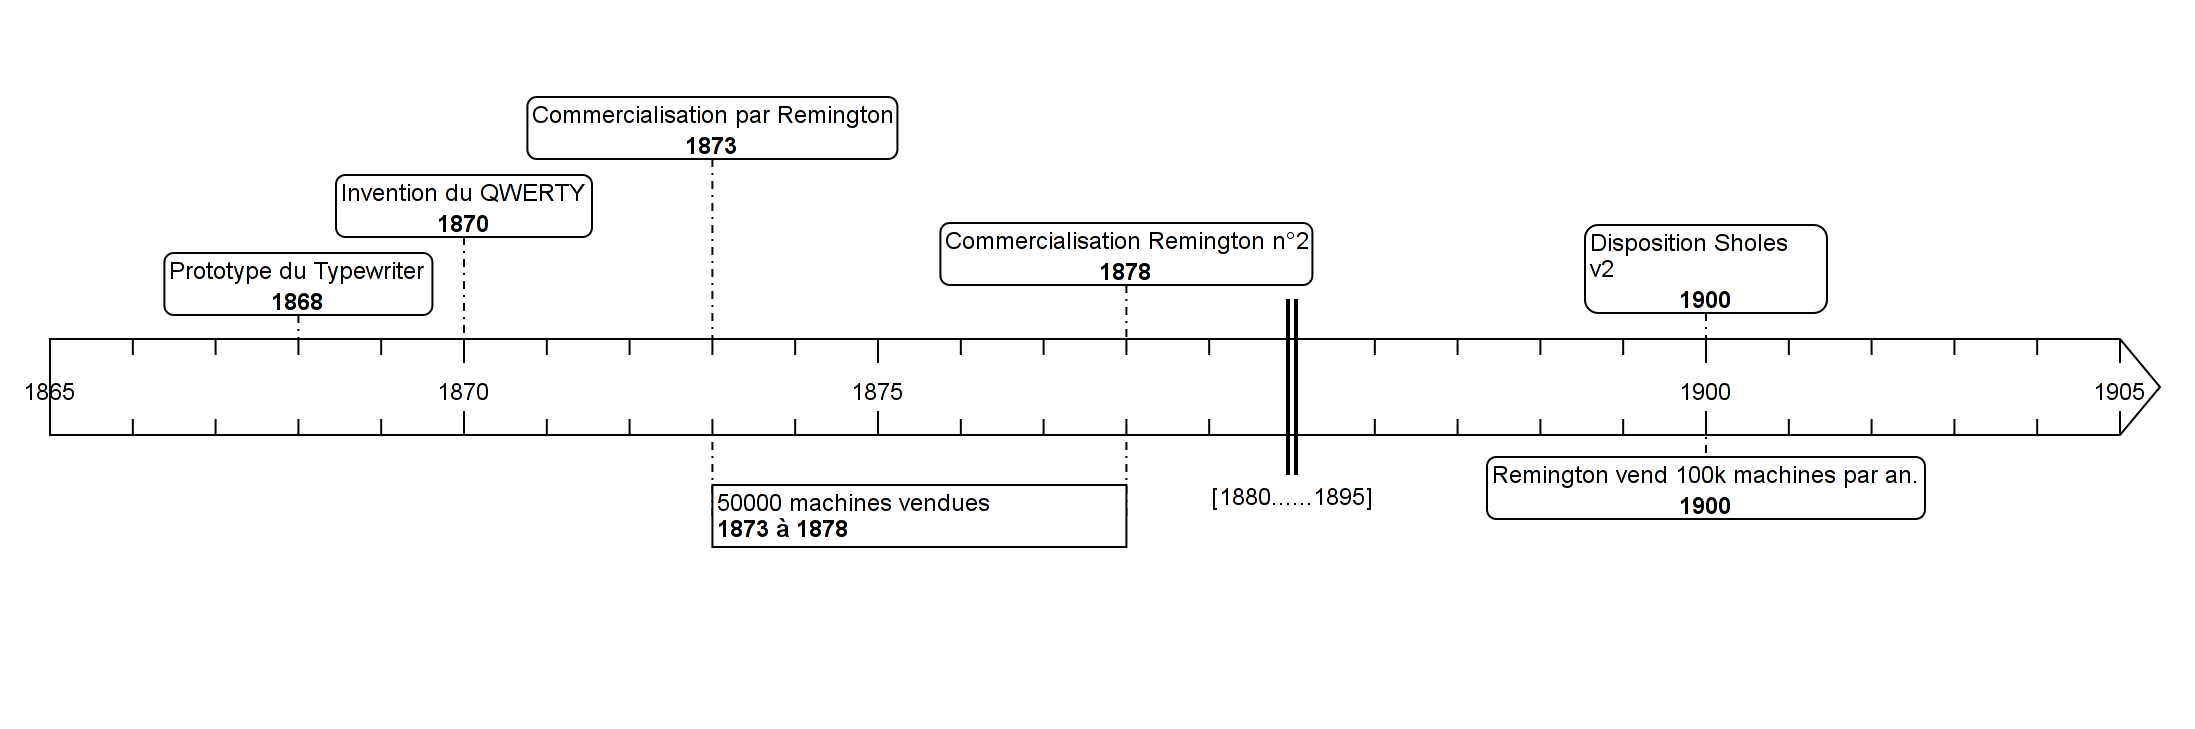 Commercialisation par Remington
1873
Invention du QWERTY
1870
Commercialisation Remington n°2
1878
Disposition Sholes
v2
1900
Prototype du Typewriter
1868
1865
1870
1875
1900
1905
50000 machines vendues
1873 à 1878
[1880......1895]
Remington vend 100k machines par an.
1900